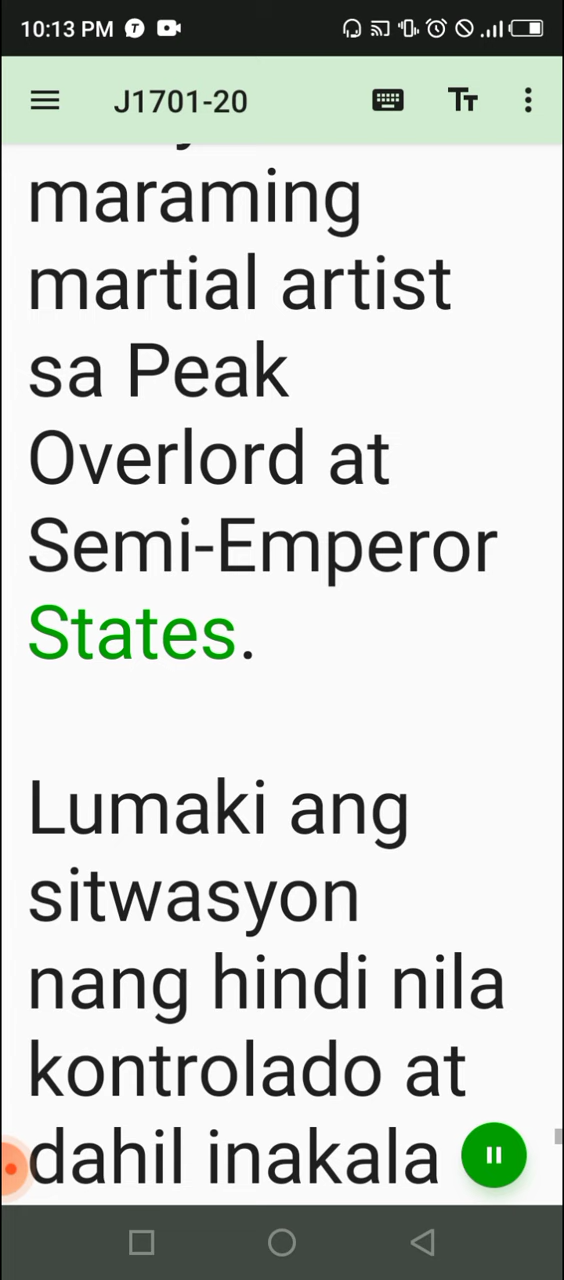 10:13 PM
J1701-20
maraming
martial artist
sa Peak
Overlord at
Semi-Emperor
States.
Lumaki ang
sitwasyon
nang hindi nila
kontrolado at
dahil inakala